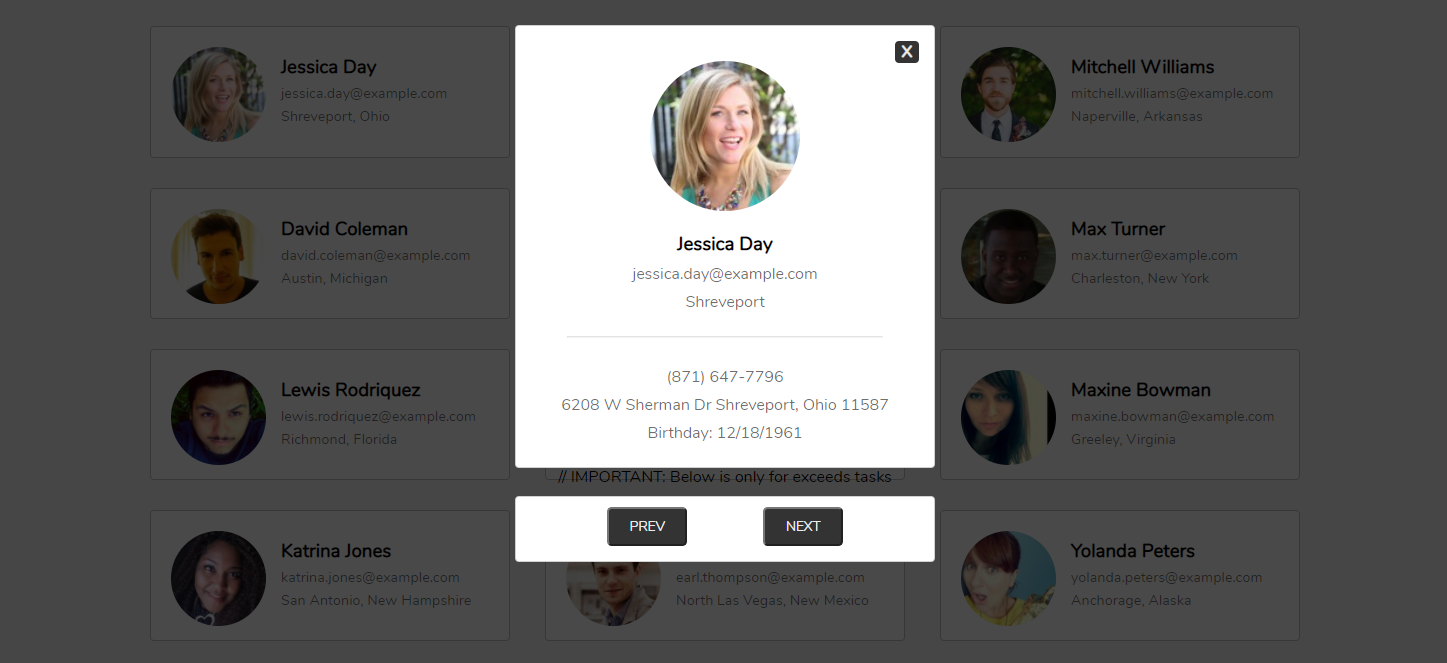 Jessica Day
jessica.day@example.com
Shreveport, Ohio
X
Jessica Day
jessica.day@example.com
Shreveport
(871) 647-7796
6208 W Sherman Dr Shreveport, Ohio 11587
Birthday: 12/18/1961
// IMPORTANT: Below is only for exceeds tasks
PREV
NEXT
Mitchell Williams
mitchell.williams@example.com
Naperville, Arkansas
David Coleman
david.coleman@example.com
Austin, Michigan
Max Turner
max.turner@example.com
Charleston, New York
Lewis Rodriquez
lewis.rodriquez@example.com
Richmond, Florida
Maxine Bowman
maxine.bowman@example.com
Greeley, Virginia
Katrina Jones
katrina.jones@example.com
San Antonio, New Hampshire
earl.thompson@example.com
North Las Vegas, New Mexico
Yolanda Peters
yolanda.peters@example.com
Anchorage, Alaska